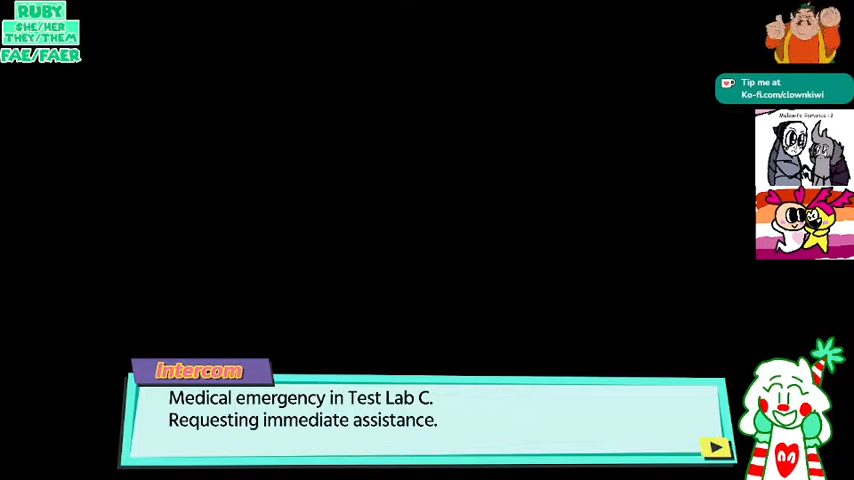 RUBY
SHE/HER
THEY/THEM
FAE/FAER
Tip me at
Ko-fi.com/clownkiwi
Intercom
Medical emergency in Test Lab C.
Requesting immediate assistance.